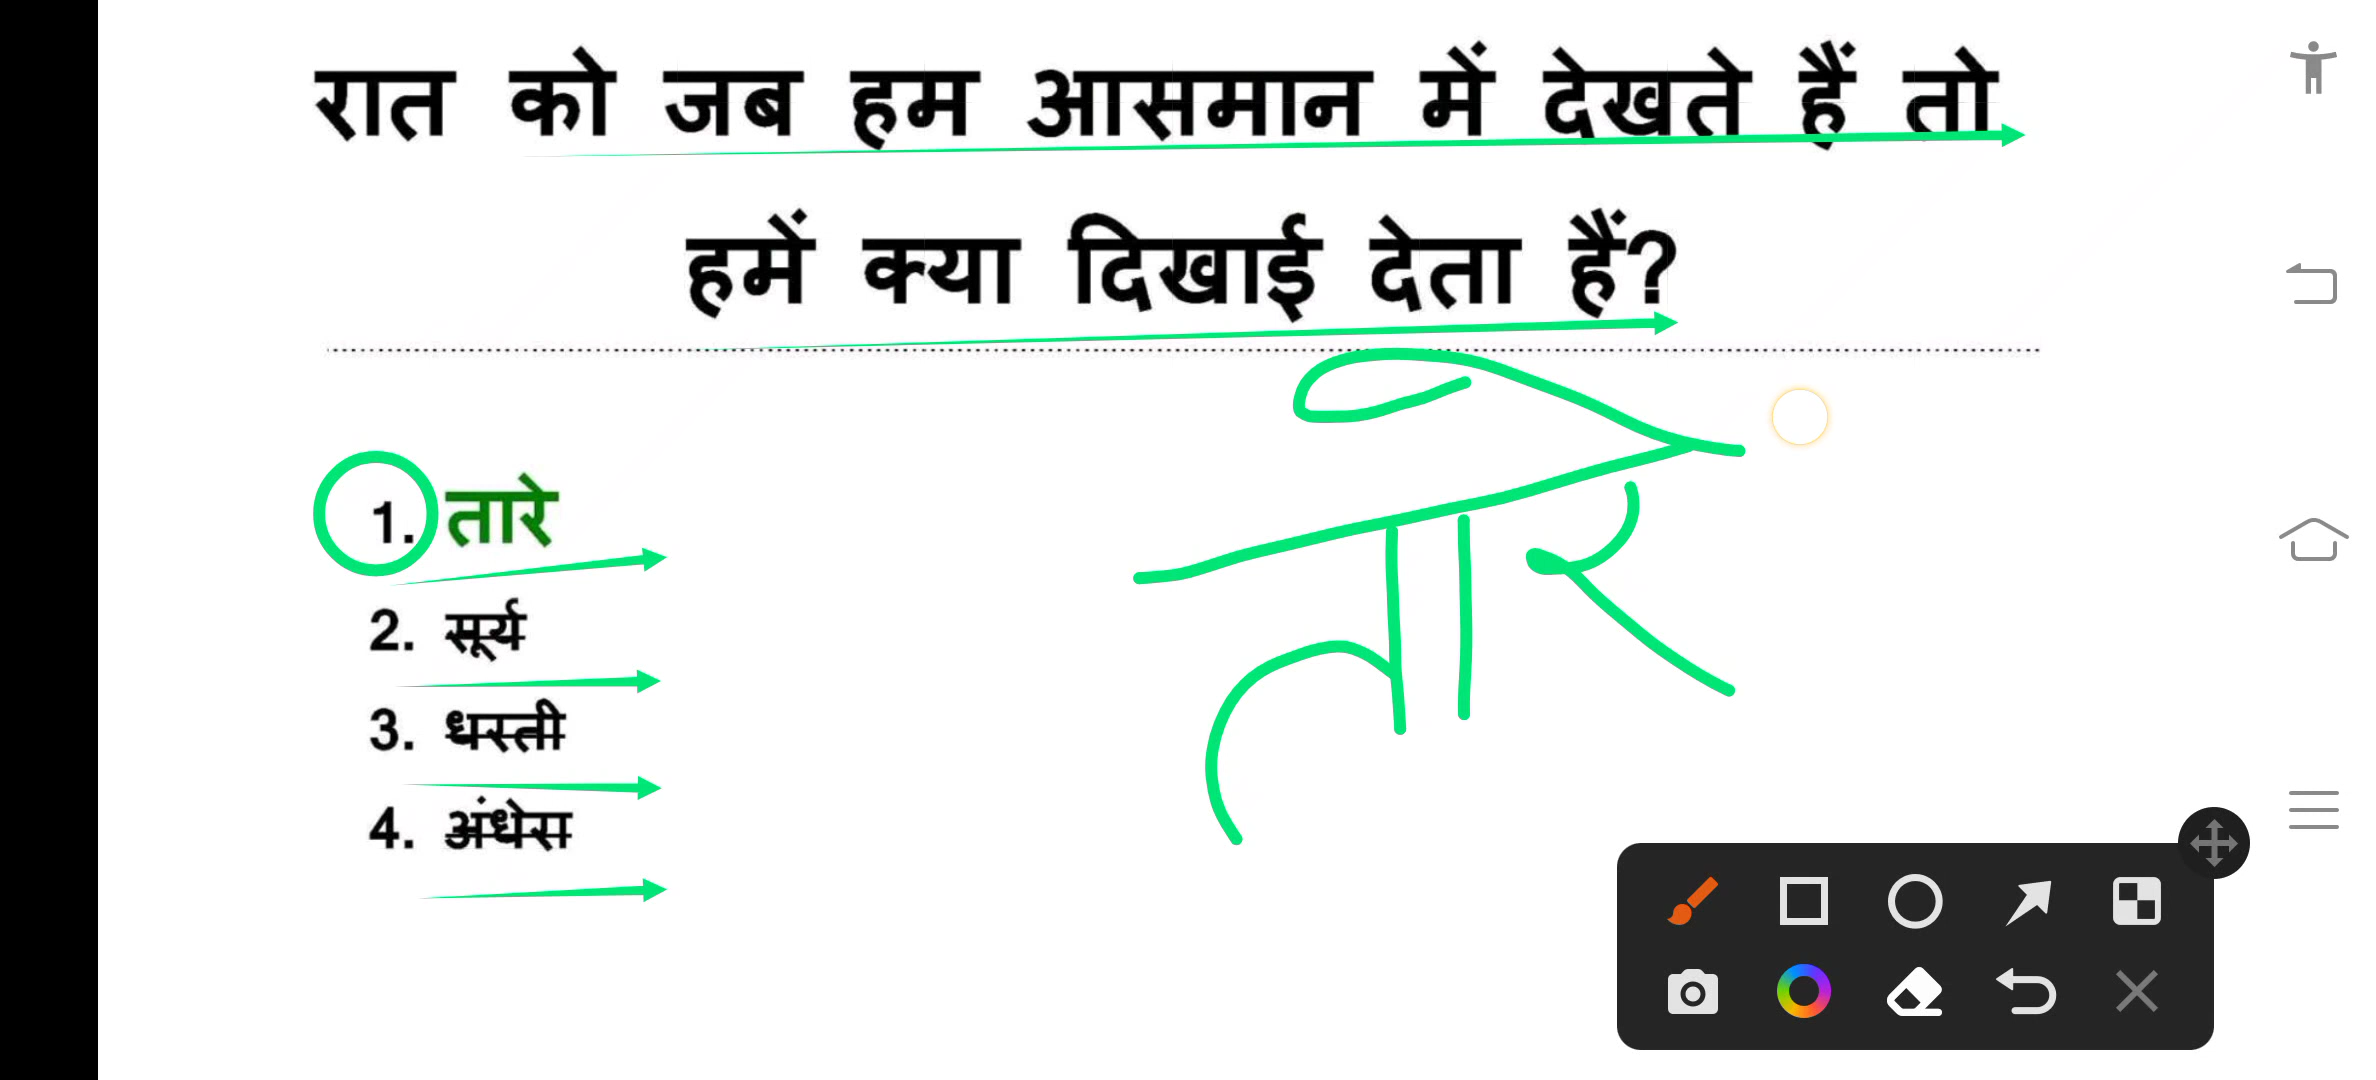 रात को जब हम आसमान में देखते हैं तो
हमें क्या दिखाई देता हैं?
1. तारे
2. सूर्य
3. धरती
4. अंधेरा
तारे